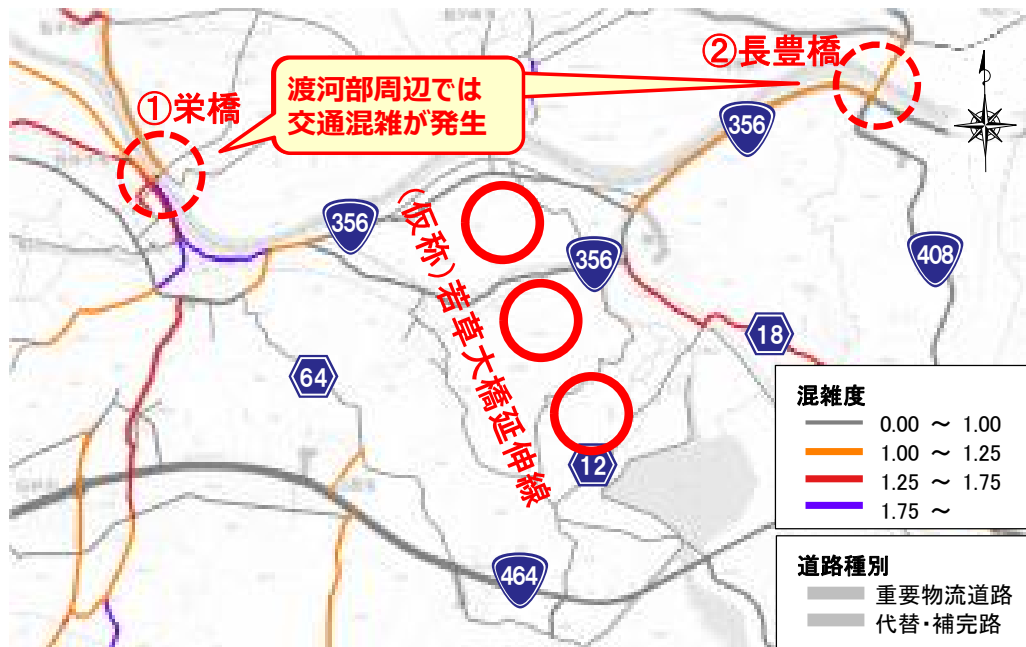 ①栄橋
渡河部周辺では
交通混雑が発生
②長豊橋
356
356
356
408
(仮称)若草大橋延伸線
18
64
12
464
混雑度
0.00 ～ 1.00
1.00 ～ 1.25
1.25 ～ 1.75
1.75 ～
道路種別
重要物流道路
代替・補完路